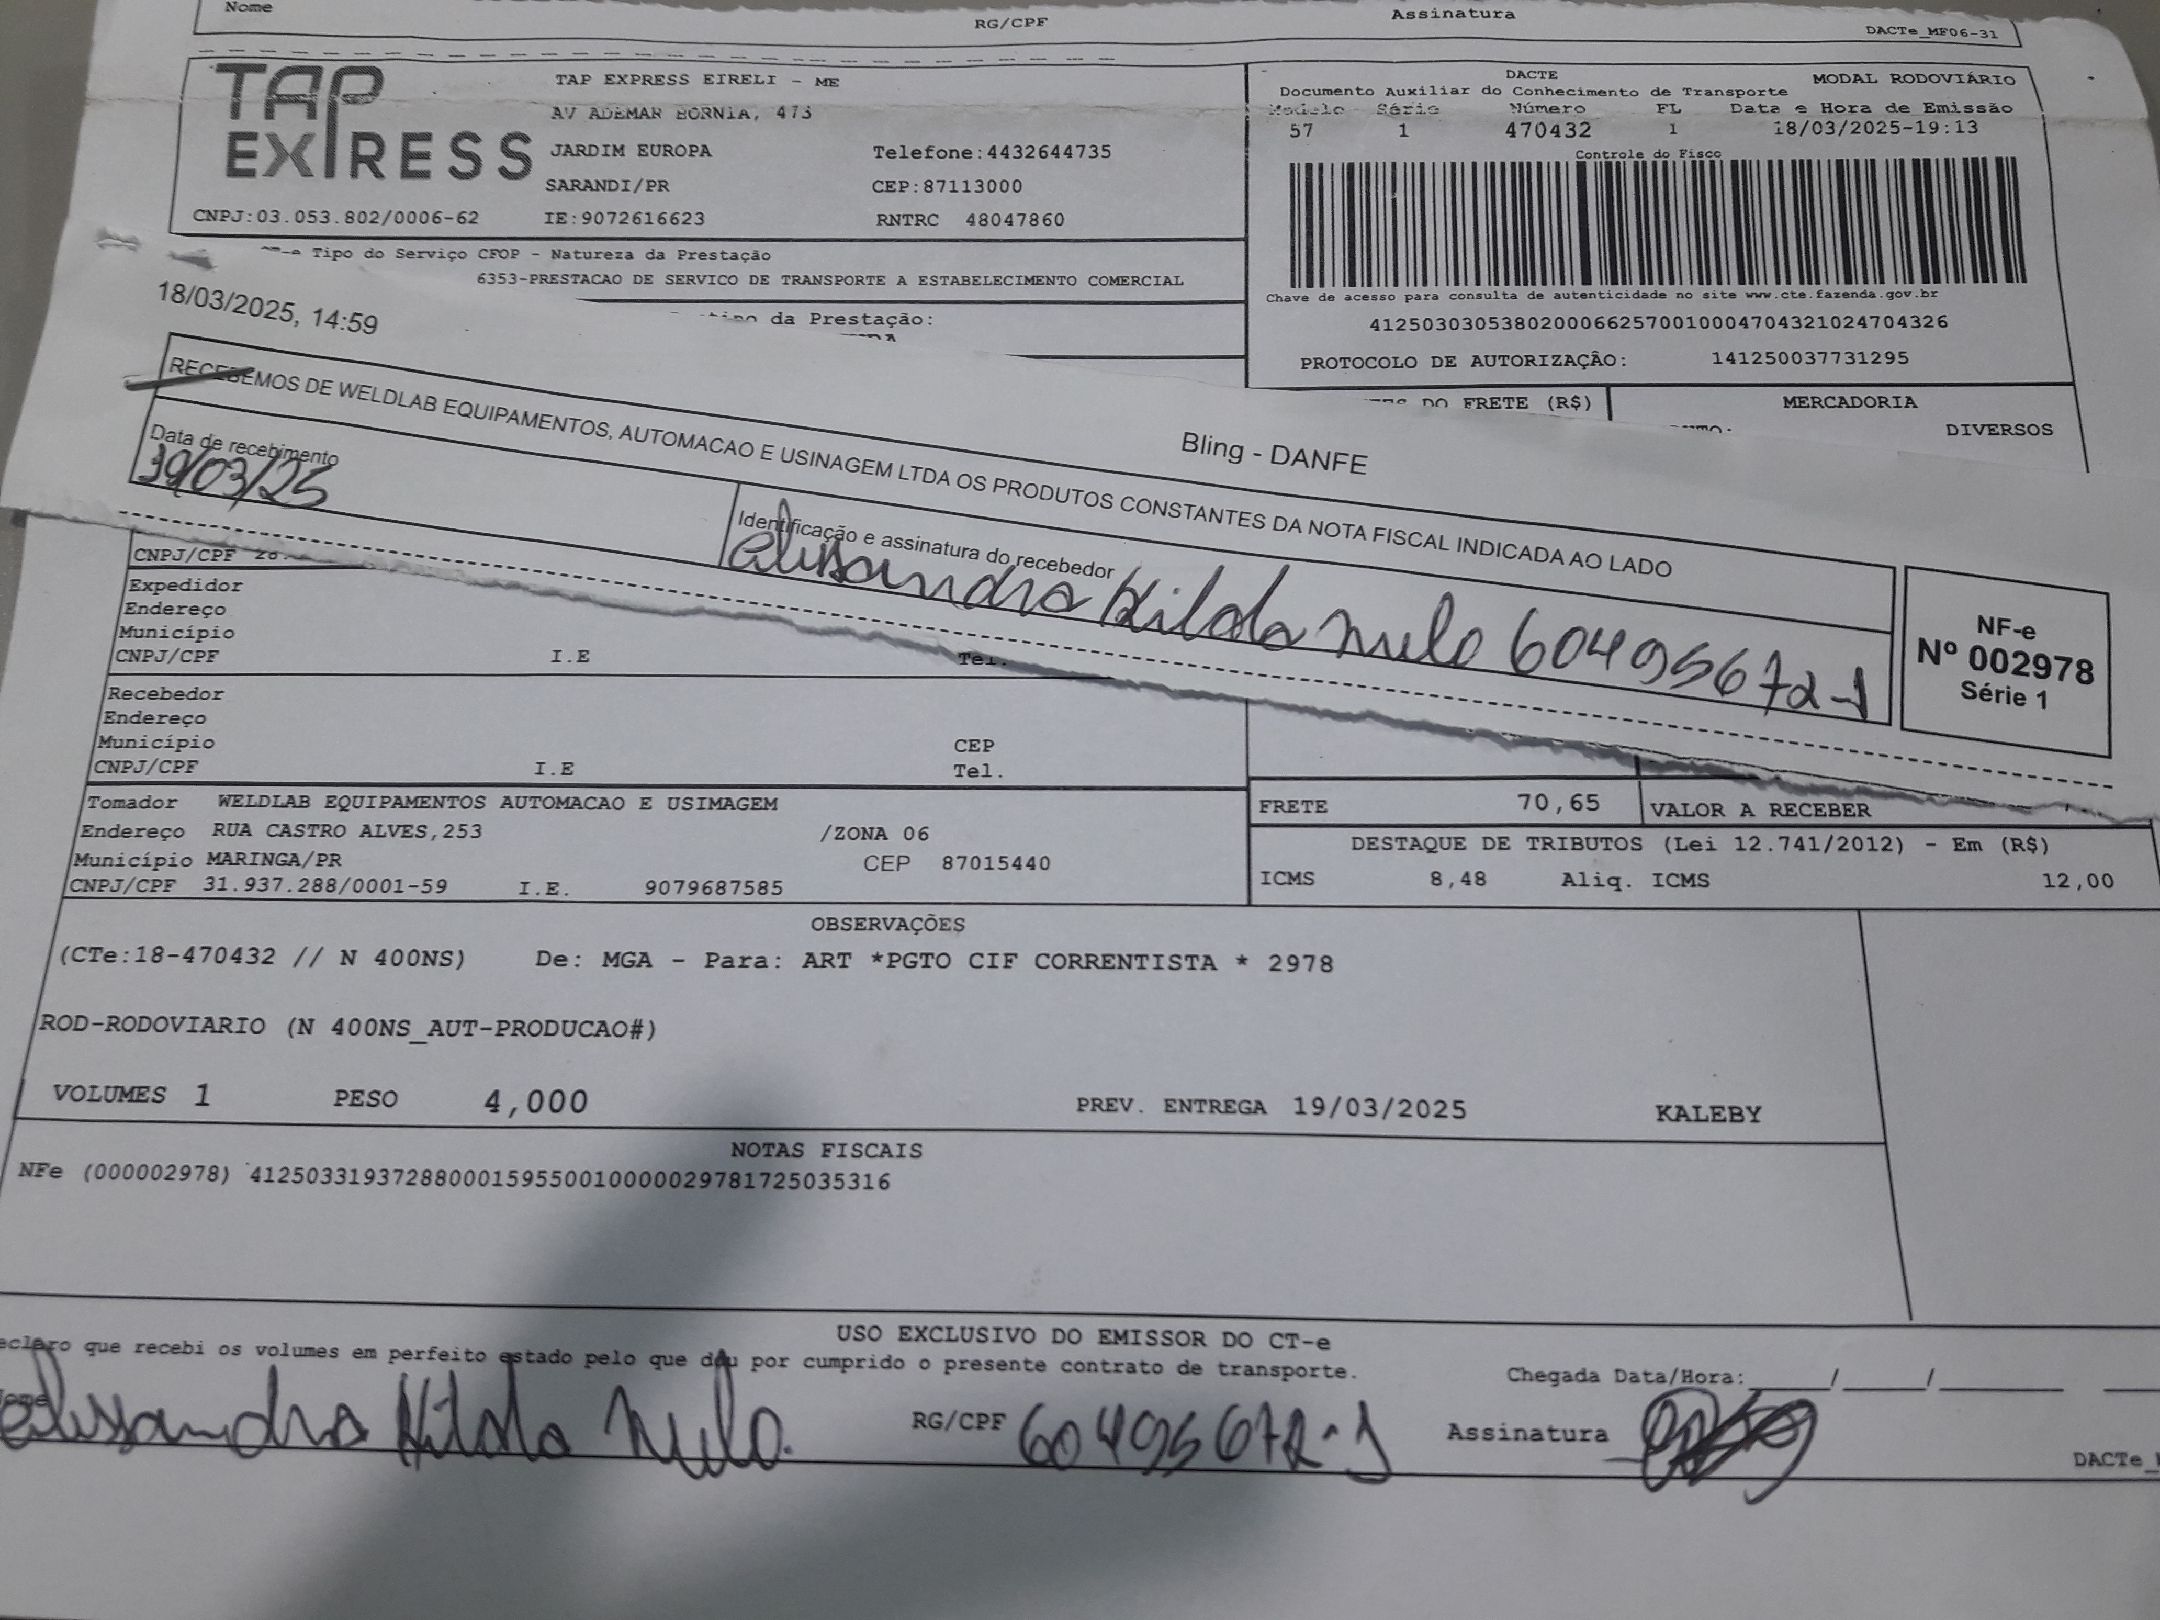 Nome RG/CPF Assinatura
DACTe_MF06-31
TAP EXPRESS
TAP EXPRESS EIRELI - ME
AV ADEMAR BORNIA, 473
JARDIM EUROPA Telefone:4432644735
SARANDI/PR CEP:87113000
CNPJ:03.053.802/0006-62 IE:9072616623 RNTRC 48047860
DACTE MODAL RODOVIÁRIO
Documento Auxiliar do Conhecimento de Transporte
Modelo Série Número FL Data e Hora de Emissão
57 1 470432 1 18/03/2025-19:13
Controle do Fisco
Chave de acesso para consulta de autenticidade no site www.cte.fazenda.gov.br
41250303053802000662570010004704321024704326
PROTOCOLO DE AUTORIZAÇÃO: 141250037731295
Tipo do Serviço CFOP - Natureza da Prestação
6353-PRESTACAO DE SERVICO DE TRANSPORTE A ESTABELECIMENTO COMERCIAL
da Prestação:
DO FRETE (R$) MERCADORIA
DIVERSOS
18/03/2025, 14:59
Bling - DANFE
RECEBEMOS DE WELDLAB EQUIPAMENTOS, AUTOMACAO E USINAGEM LTDA OS PRODUTOS CONSTANTES DA NOTA FISCAL INDICADA AO LADO
Data de recebimento
/03/25
Identificação e assinatura do recebedor
60495672-1
NF-e
Nº 002978
Série 1
CNPJ/CPF
Expedidor
Endereço
Município
CNPJ/CPF I.E Tel.
Recebedor
Endereço
Município CEP
CNPJ/CPF I.E Tel.
Tomador WELDLAB EQUIPAMENTOS AUTOMACAO E USIMAGEM
Endereço RUA CASTRO ALVES,253 /ZONA 06
Município MARINGA/PR CEP 87015440
CNPJ/CPF 31.937.288/0001-59 I.E. 9079687585
FRETE 70,65 VALOR A RECEBER
DESTAQUE DE TRIBUTOS (Lei 12.741/2012) - Em (R$)
ICMS 8,48 Aliq. ICMS 12,00
OBSERVAÇÕES
(CTe:18-470432 // N 400NS) De: MGA - Para: ART *PGTO CIF CORRENTISTA * 2978
ROD-RODOVIARIO (N 400NS_AUT-PRODUCAO#)
VOLUMES 1 PESO 4,000 PREV. ENTREGA 19/03/2025 KALEBY
NOTAS FISCAIS
NFe (000002978) 41250331937288000159550010000029781725035316
USO EXCLUSIVO DO EMISSOR DO CT-e
eclaro que recebi os volumes em perfeito estado pelo que dou por cumprido o presente contrato de transporte.
Chegada Data/Hora:____/____/______
RG/CPF 60495672-1 Assinatura
DACTe_